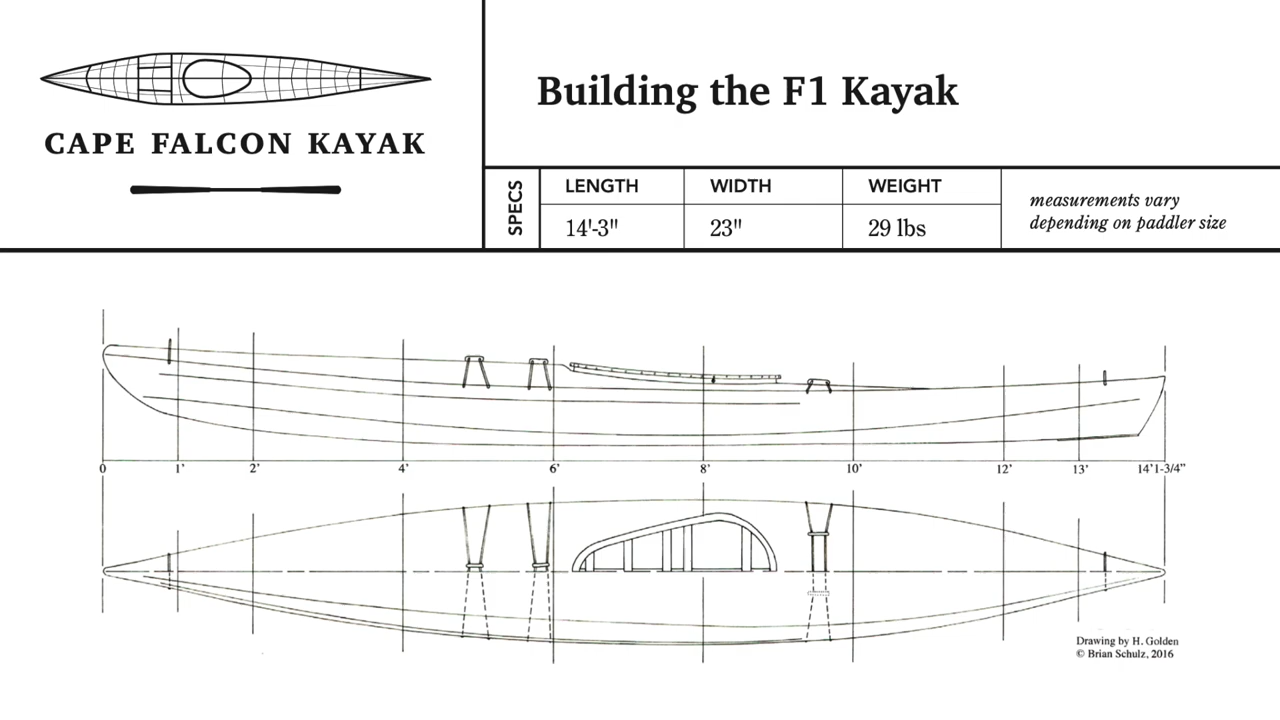 CAPE FALCON KAYAK
Building the F1 Kayak
SPECS
LENGTH
WIDTH
WEIGHT
14'-3"
23"
29 lbs
measurements vary
depending on paddler size
0
1'
2'
4'
6'
8'
10'
12'
13'
14'1-3/4"
Drawing by H. Golden
© Brian Schulz, 2016